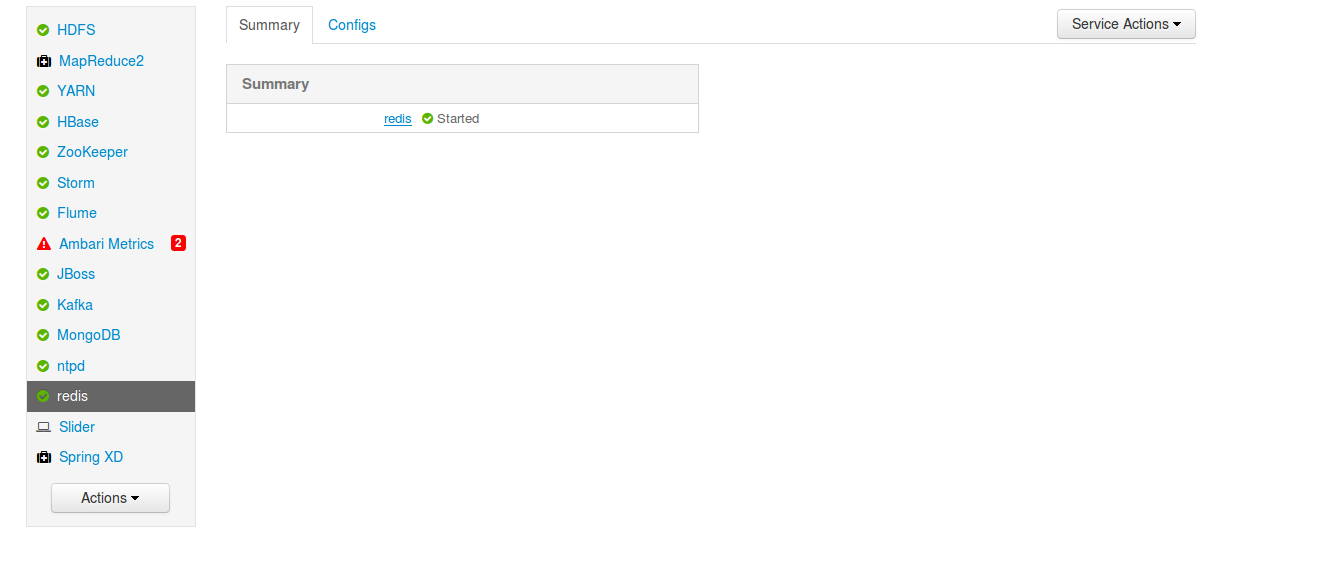 HDFS
MapReduce2
YARN
HBase
ZooKeeper
Storm
Flume
Ambari Metrics 2
JBoss
Kafka
MongoDB
ntpd
redis
Slider
Spring XD
Actions
Summary Configs Service Actions
Summary
redis Started